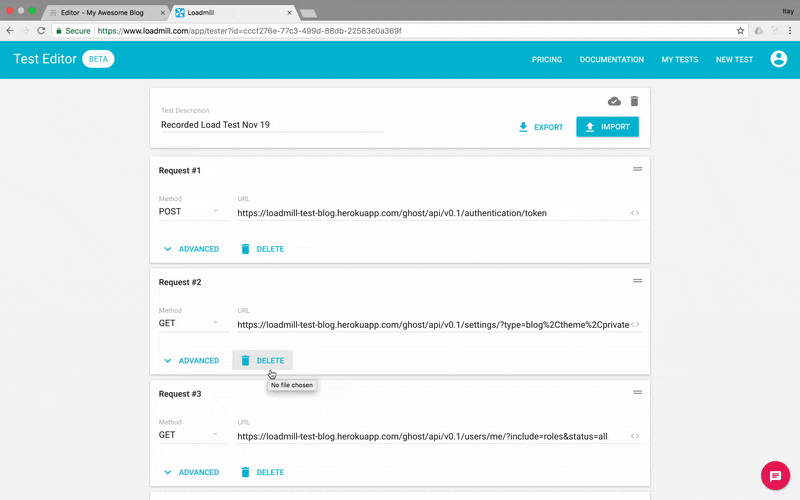 Editor - My Awesome Blog
Loadmill
Itay
Secure
https://www.loadmill.com/app/tester?id=cccf276e-77c3-499d-88db-22583e0a369f
Test Editor
BETA
PRICING
DOCUMENTATION
MY TESTS
NEW TEST
Test Description
Recorded Load Test Nov 19
EXPORT
IMPORT
Request #1
Method
URL
POST
https://loadmill-test-blog.herokuapp.com/ghost/api/v0.1/authentication/token
ADVANCED
DELETE
Request #2
Method
URL
GET
https://loadmill-test-blog.herokuapp.com/ghost/api/v0.1/settings/?type=blog%2Ctheme%2Cprivate
ADVANCED
DELETE
No file chosen
Request #3
Method
URL
GET
https://loadmill-test-blog.herokuapp.com/ghost/api/v0.1/users/me/?include=roles&status=all
ADVANCED
DELETE